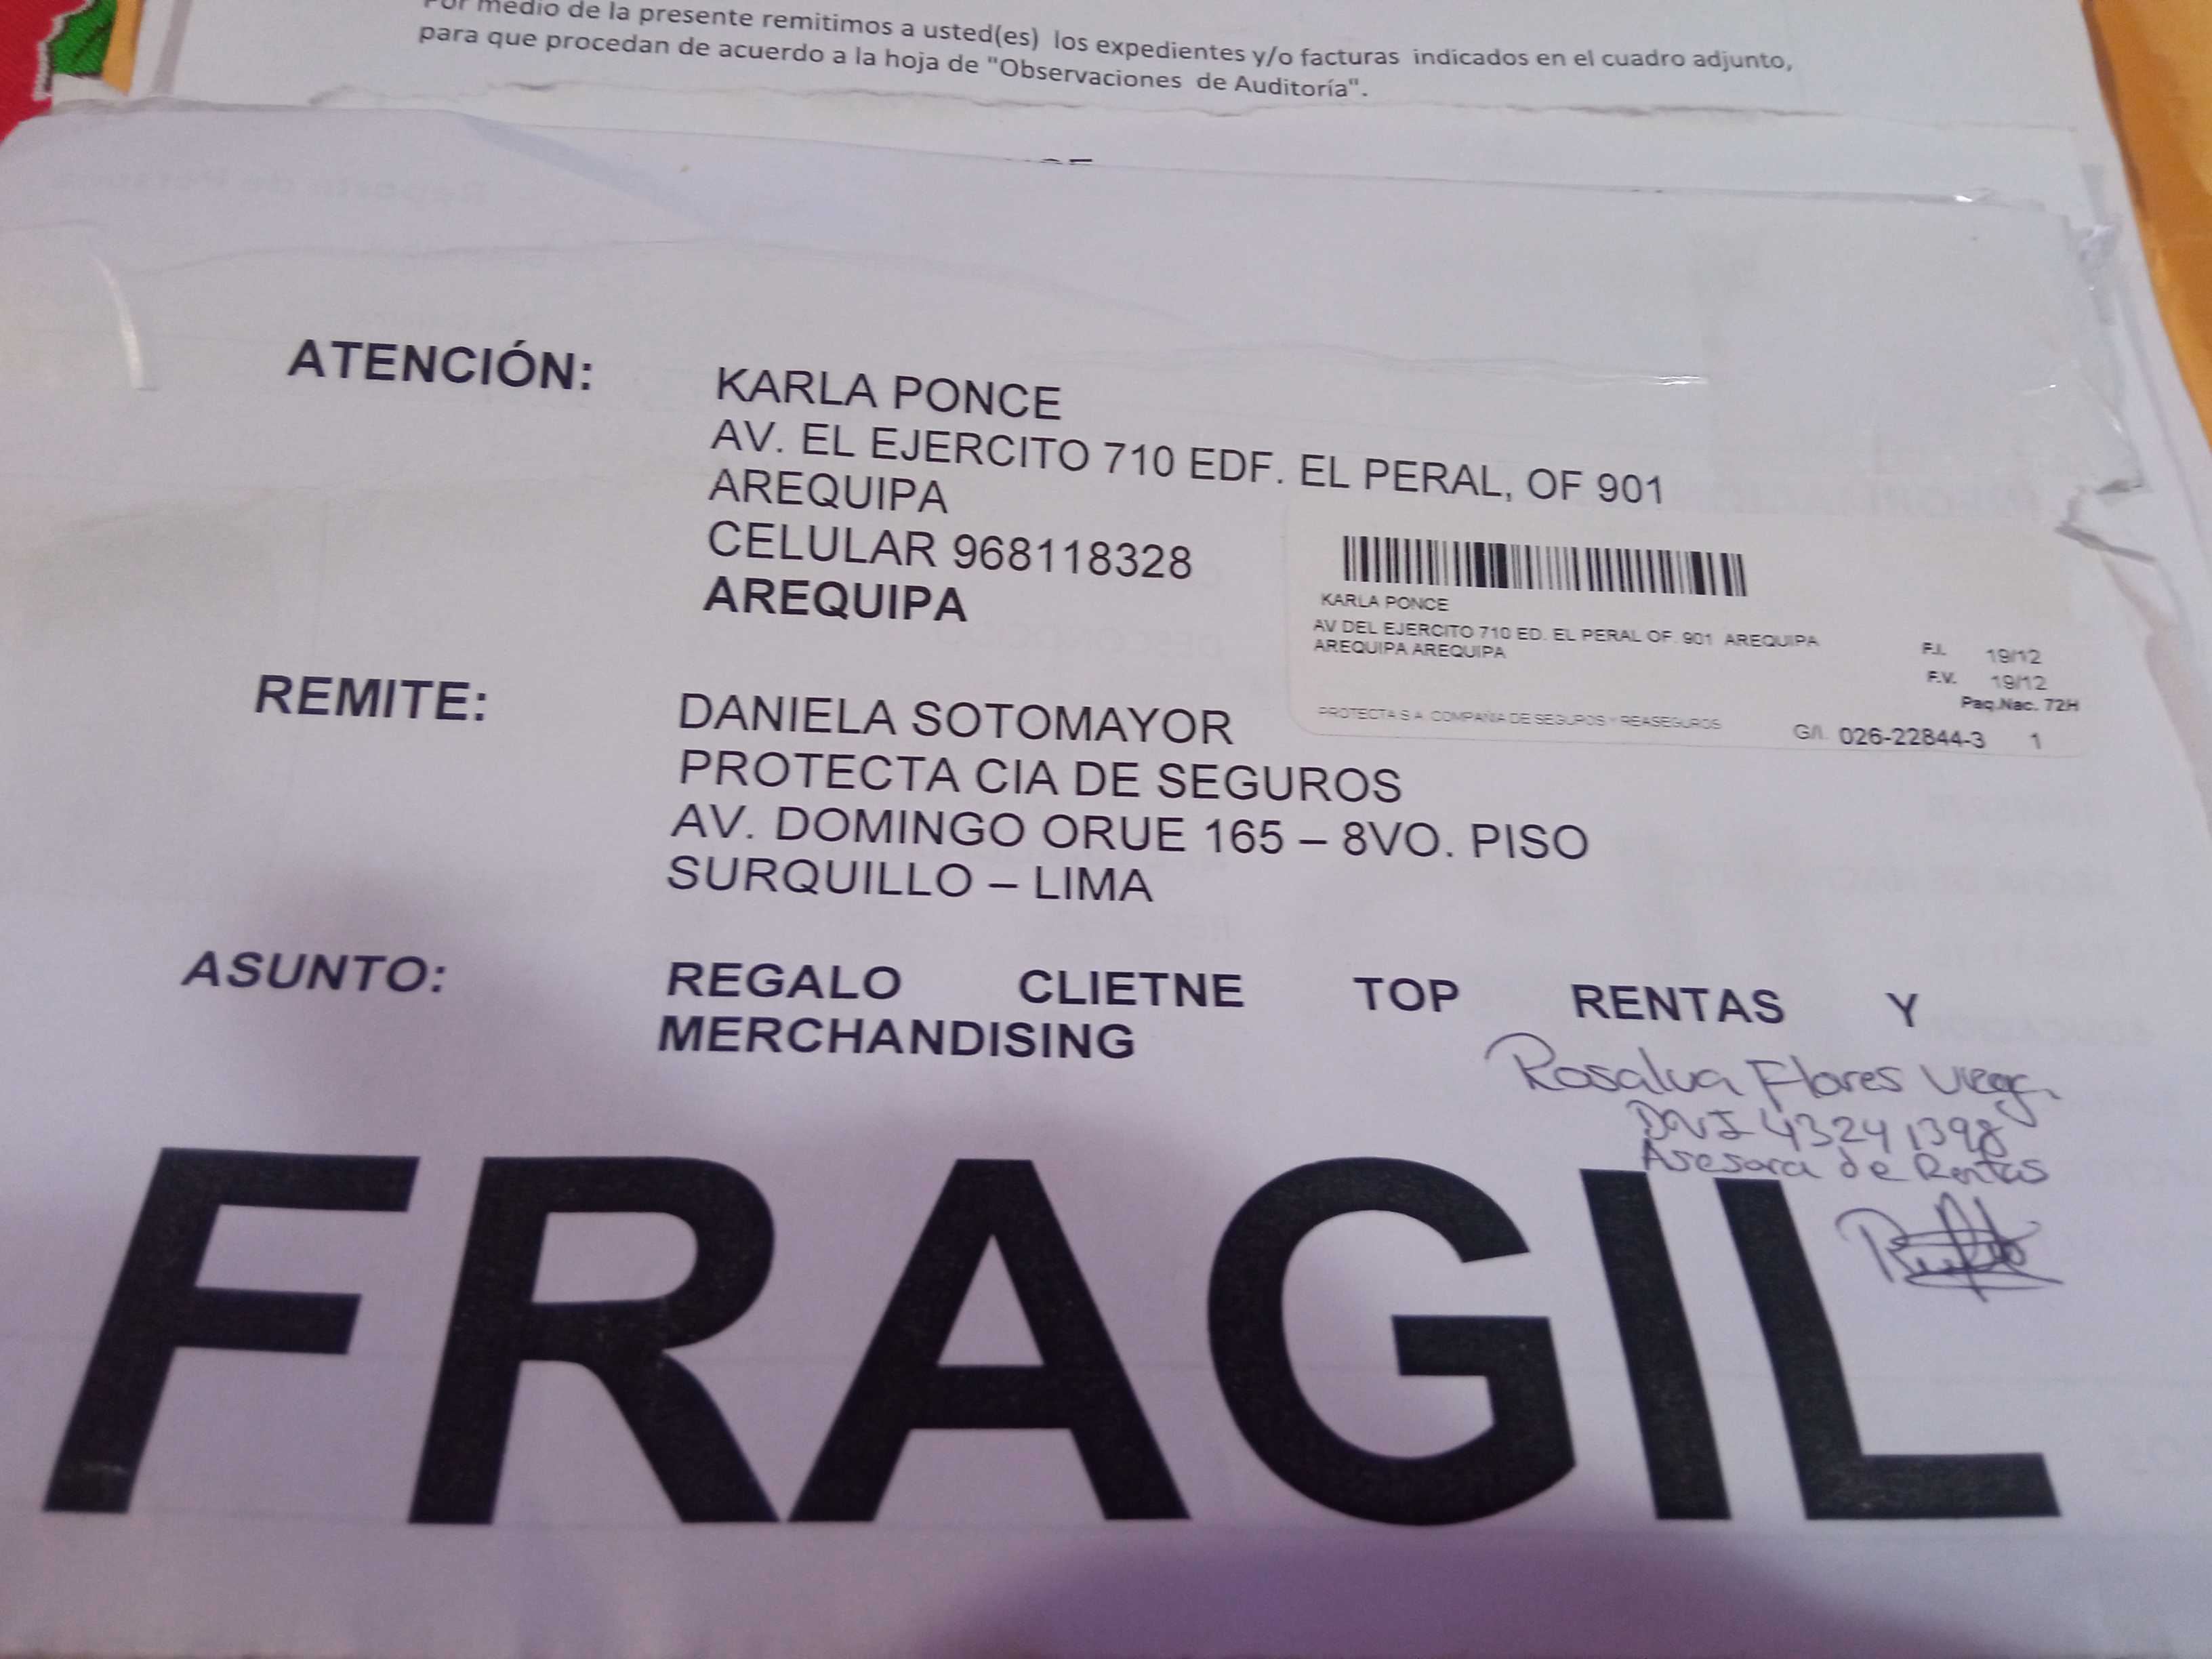 Por medio de la presente remitimos a usted(es) los expedientes y/o facturas indicados en el cuadro adjunto,
para que procedan de acuerdo a la hoja de "Observaciones de Auditoría".
ATENCIÓN: KARLA PONCE
AV. EL EJERCITO 710 EDF. EL PERAL, OF 901
AREQUIPA
CELULAR 968118328
AREQUIPA
KARLA PONCE
AV DEL EJERCITO 710 ED. EL PERAL OF. 901 AREQUIPA
AREQUIPA AREQUIPA
F.I. 19/12
F.V. 19/12
Paq.Nac. 72H
PROTECTA S.A. COMPAÑIA DE SEGUROS Y REASEGUROS
G/I. 026-22844-3 1
REMITE: DANIELA SOTOMAYOR
PROTECTA CIA DE SEGUROS
AV. DOMINGO ORUE 165 – 8VO. PISO
SURQUILLO – LIMA
ASUNTO: REGALO CLIETNE TOP RENTAS Y
MERCHANDISING
Rosalva Flores Vega
DNI 43241398
Asesora de Rentas
FRAGIL